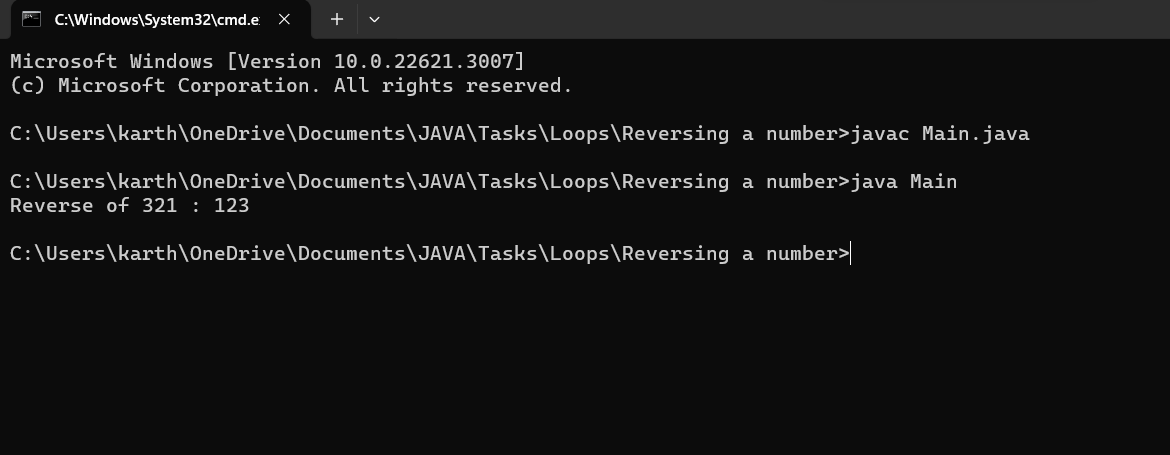 C:\Windows\System32\cmd.e
Microsoft Windows [Version 10.0.22621.3007]
(c) Microsoft Corporation. All rights reserved.
C:\Users\karth\OneDrive\Documents\JAVA\Tasks\Loops\Reversing a number>javac Main.java
C:\Users\karth\OneDrive\Documents\JAVA\Tasks\Loops\Reversing a number>java Main
Reverse of 321 : 123
C:\Users\karth\OneDrive\Documents\JAVA\Tasks\Loops\Reversing a number>